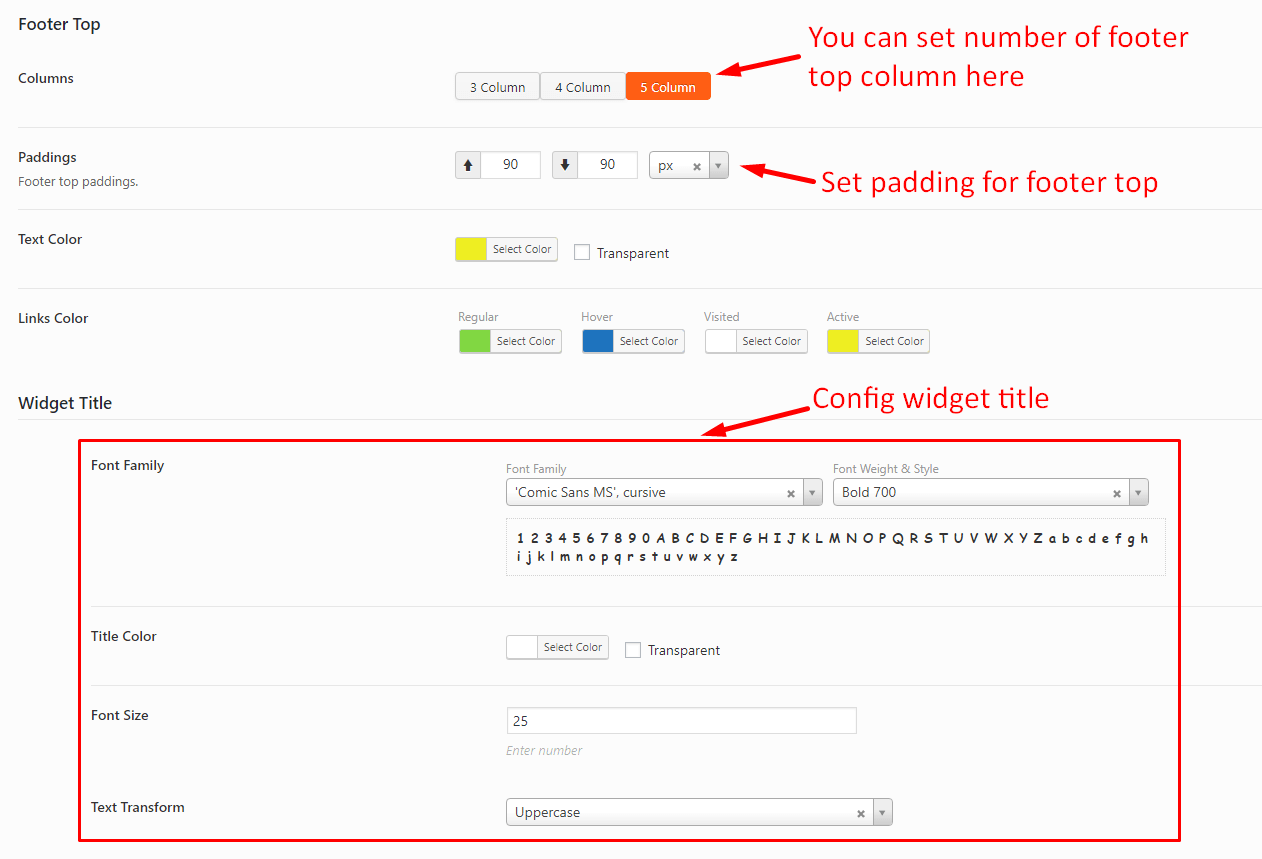 Footer Top
You can set number of footer
top column here
Columns
3 Column 4 Column 5 Column
Paddings
Footer top paddings.
90 90 px
Set padding for footer top
Text Color
Select Color Transparent
Links Color
Regular Hover Visited Active
Select Color Select Color Select Color Select Color
Widget Title
Config widget title
Font Family
Font Family Font Weight & Style
'Comic Sans MS', cursive Bold 700
1 2 3 4 5 6 7 8 9 0 A B C D E F G H I J K L M N O P Q R S T U V W X Y Z a b c d e f g h
i j k l m n o p q r s t u v w x y z
Title Color
Select Color Transparent
Font Size
25
Enter number
Text Transform
Uppercase